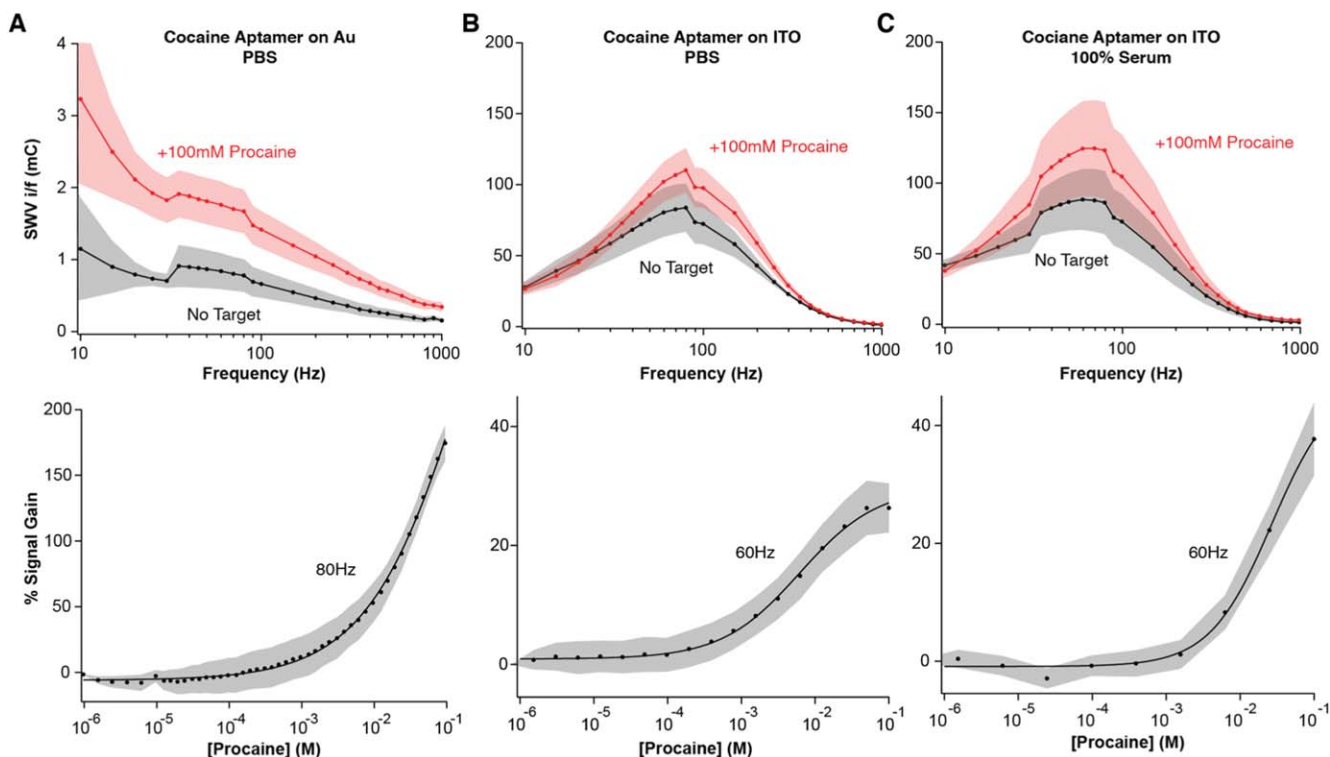 A
Cocaine Aptamer on Au
PBS
4
3
2
1
0
SWV i/f (mC)
+100mM Procaine
No Target
10
100
1000
Frequency (Hz)
B
Cocaine Aptamer on ITO
PBS
200
150
100
50
0
+100mM Procaine
No Target
10
100
1000
Frequency (Hz)
C
Cociane Aptamer on ITO
100% Serum
200
150
100
50
0
+100mM Procaine
No Target
10
100
1000
Frequency (Hz)
200
150
100
50
0
% Signal Gain
80Hz
10-6
10-5
10-4
10-3
10-2
10-1
[Procaine] (M)
40
20
0
60Hz
10-6
10-5
10-4
10-3
10-2
10-1
[Procaine] (M)
40
20
0
60Hz
10-6
10-5
10-4
10-3
10-2
10-1
[Procaine] (M)